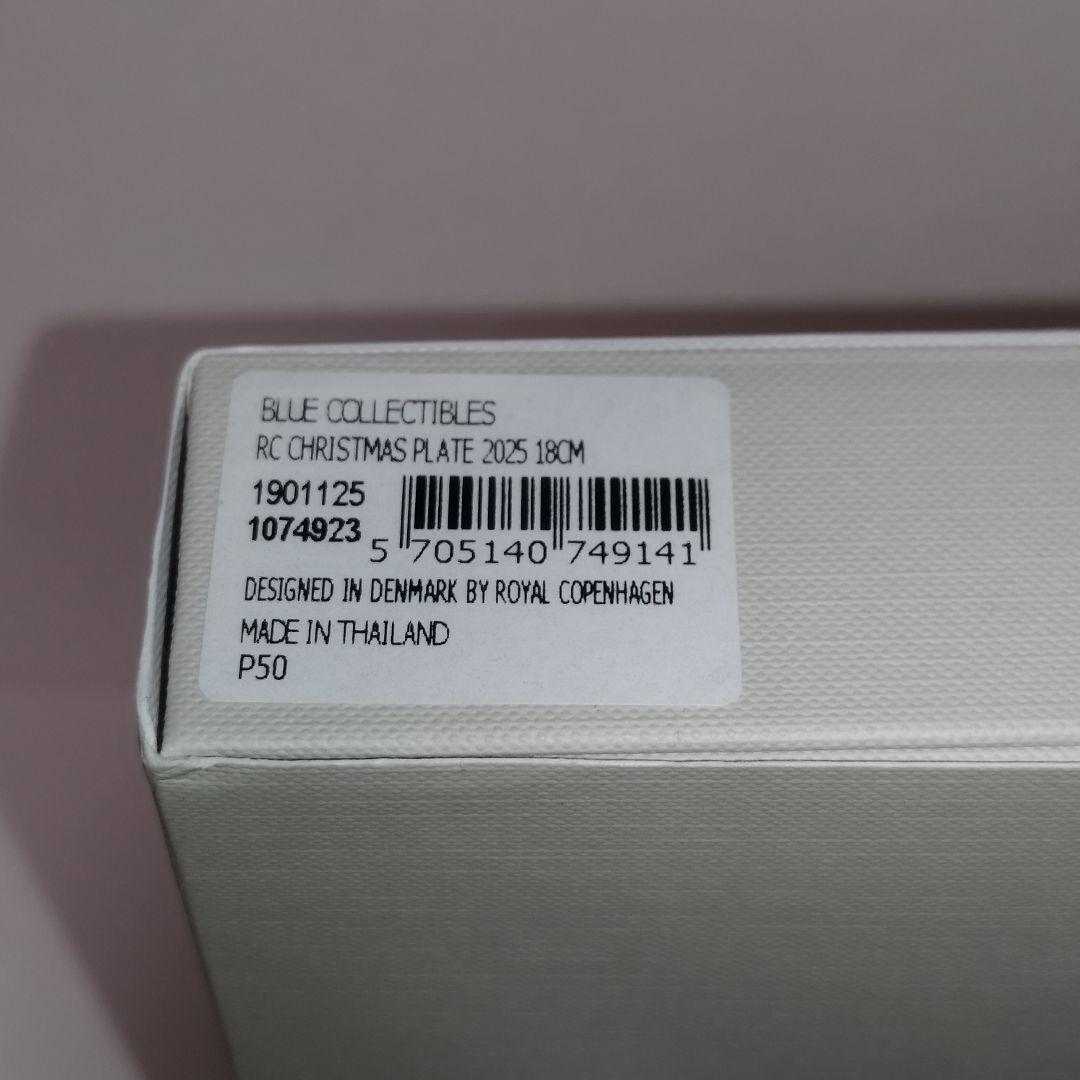 BLUE COLLECTIBLES
RC CHRISTMAS PLATE 2025 18CM
1901125
1074923
5 705140 749141
DESIGNED IN DENMARK BY ROYAL COPENHAGEN
MADE IN THAILAND
P50